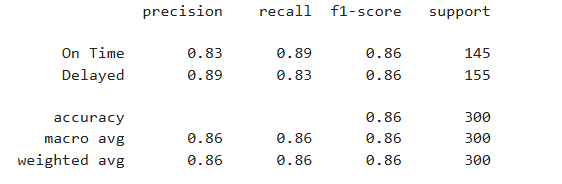 precision recall f1-score support
On Time 0.83 0.89 0.86 145
Delayed 0.89 0.83 0.86 155
accuracy 0.86 300
macro avg 0.86 0.86 0.86 300
weighted avg 0.86 0.86 0.86 300